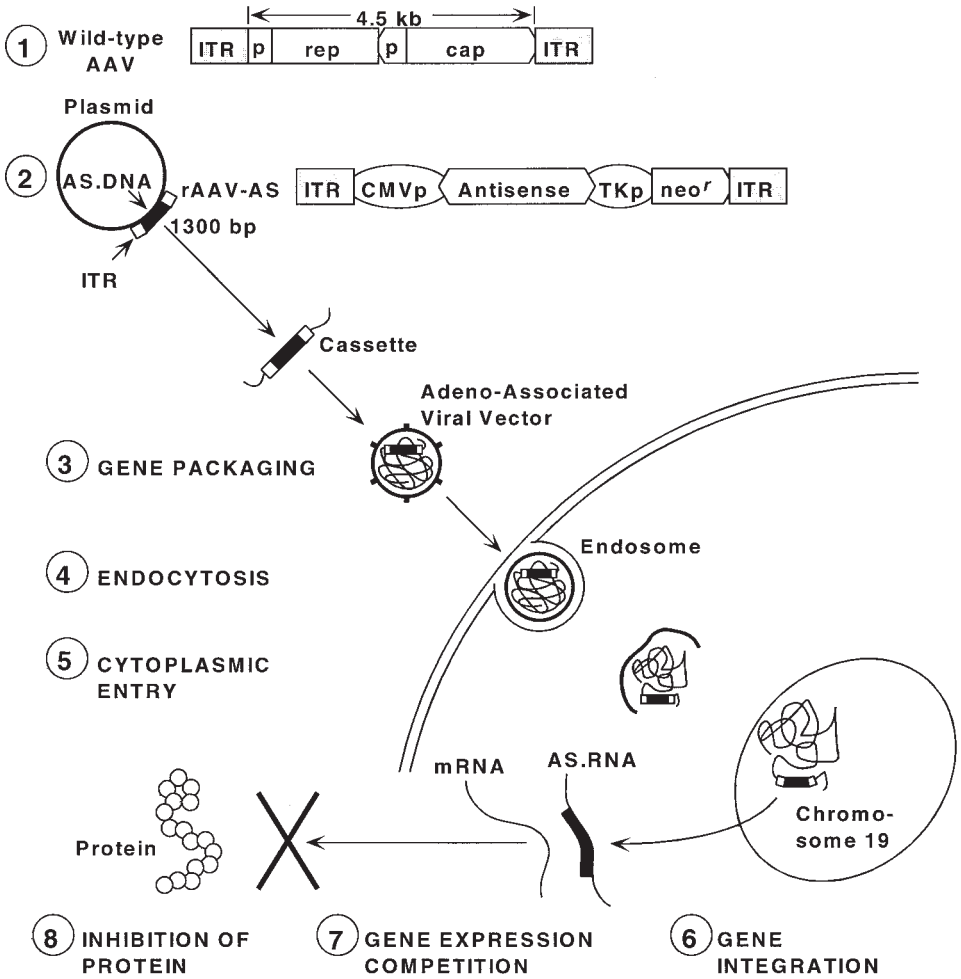 4.5 kb
1 Wild-type AAV
ITR p rep p cap ITR
Plasmid
2 AS.DNA rAAV-AS
ITR CMVp Antisense TKp neoʳ ITR
1300 bp
ITR
Cassette
Adeno-Associated
Viral Vector
3 GENE PACKAGING
Endosome
4 ENDOCYTOSIS
5 CYTOPLASMIC
ENTRY
mRNA AS.RNA
Chromo-
some 19
Protein
8 INHIBITION OF
PROTEIN
7 GENE EXPRESSION
COMPETITION
6 GENE
INTEGRATION